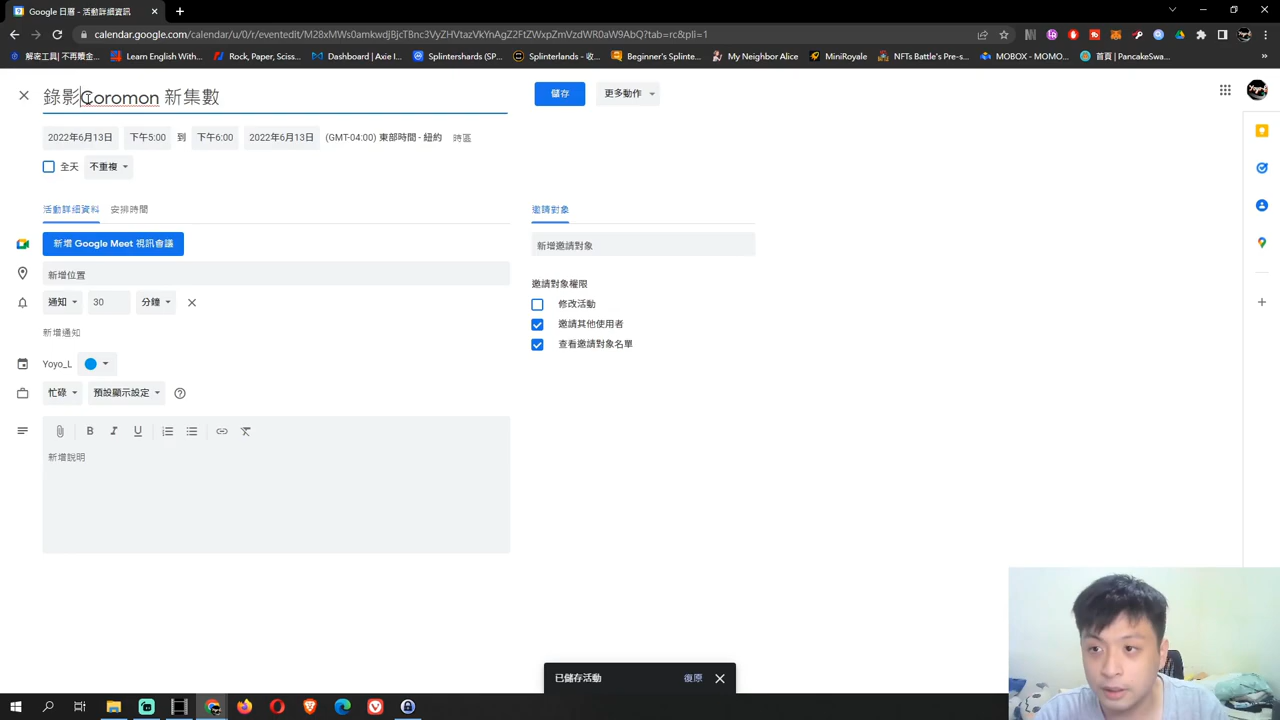 Google 日曆 - 活動詳細資料
calendar.google.com/calendar/u/0/r/eventedit/M28xMWs0amkwdjBjcTBnc3VyZHVtazVkYnAgZ2FtZWxpZmVzdWR0aW9AbQ?tab=rc&pli=1
解密工具|不再殘念... Learn English With... Rock, Paper, Sciss... Dashboard | Axie I... Splintershards (SP... Splinterlands - 收... Beginner's Splinte... My Neighbor Alice MiniRoyale NFTs Battle's Pre-s... MOBOX - MOMO... 首頁 | PancakeSwa...
錄影Coromon 新集數
儲存
更多動作
2022年6月13日 下午5:00 到 下午6:00 2022年6月13日 (GMT-04:00) 東部時間 - 紐約 時區
全天 不重複
活動詳細資料 安排時間
邀請對象
新增 Google Meet 視訊會議
新增邀請對象
新增位置
邀請對象權限
通知 30 分鐘
修改活動
邀請其他使用者
新增通知
查看邀請對象名單
Yoyo_L
忙碌 預設顯示設定
新增說明
已儲存活動 復原